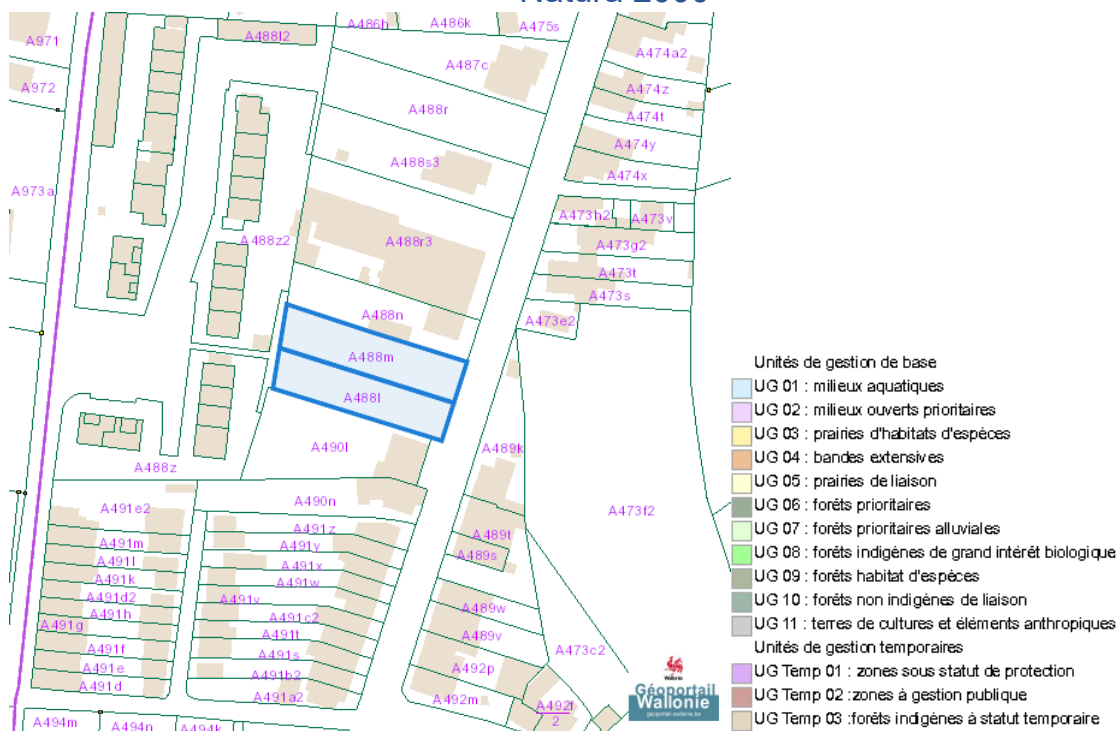 Natura 2000
A971
A972
A973a
A488l2
A486h
A486k
A475s
A487c
A488r
A488s3
A488z2
A488r3
A488n
A488m
A488l
A490l
A488z
A490n
A474a2
A474z
A474t
A474y
A474x
A473h2
A473v
A473g2
A473t
A473s
A473e2
A489k
A473f2
A489t
A489s
A489w
A489v
A492p
A492m
A473c2
A492f
2
A491e2
A491m
A491l
A491k
A491d2
A491h
A491g
A491f
A491e
A491d
A491z
A491y
A491x
A491w
A491v
A491c2
A491t
A491s
A491b2
A491a2
A494m
A494n
A494k
Wallonie
Géoportail
Wallonie
geoportail.wallonie.be
Unités de gestion de base
UG 01 : milieux aquatiques
UG 02 : milieux ouverts prioritaires
UG 03 : prairies d'habitats d'espèces
UG 04 : bandes extensives
UG 05 : prairies de liaison
UG 06 : forêts prioritaires
UG 07 : forêts prioritaires alluviales
UG 08 : forêts indigènes de grand intérêt biologique
UG 09 : forêts habitat d'espèces
UG 10 : forêts non indigènes de liaison
UG 11 : terres de cultures et éléments anthropiques
Unités de gestion temporaires
UG Temp 01 : zones sous statut de protection
UG Temp 02 :zones à gestion publique
UG Temp 03 :forêts indigènes à statut temporaire